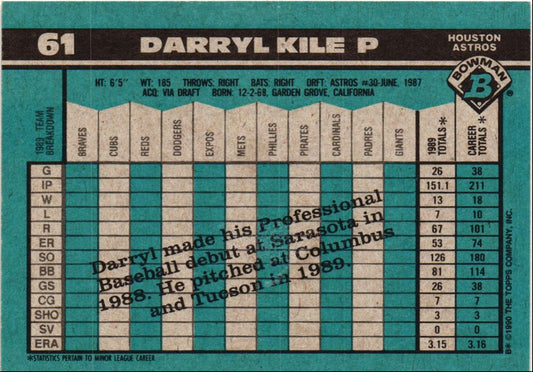 61
DARRYL KILE P
HOUSTON
ASTROS
HT: 6'5" WT: 185 THROWS: RIGHT BATS: RIGHT DRFT: ASTROS #30-JUNE, 1987
ACQ: VIA DRAFT BORN: 12-2-68, GARDEN GROVE, CALIFORNIA
BOWMAN
B
®
1989 TEAM
BREAKDOWN
BRAVES
CUBS
REDS
DODGERS
EXPOS
METS
PHILLIES
PIRATES
CARDINALS
PADRES
GIANTS
1989
TOTALS*
CAREER
TOTALS*
G 26 38
IP 151.1 211
W 13 18
L 7 10
R 67 101
ER 53 74
SO 126 180
BB 81 114
GS 26 38
CG 7 7
SHO 3 3
SV 0 0
ERA 3.15 3.16
Darryl made his Professional
Baseball debut at Sarasota in
1988. He pitched at Columbus
and Tucson in 1989.
*STATISTICS PERTAIN TO MINOR LEAGUE CAREER
B* ©1990 THE TOPPS COMPANY, INC.